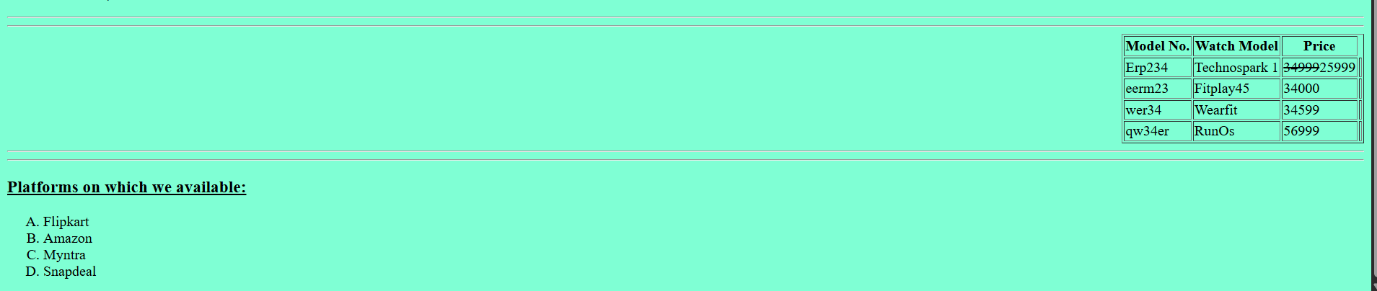 Model No. Watch Model Price
Erp234 Technospark 1 3499925999
eerm23 Fitplay45 34000
wer34 Wearfit 34599
qw34er RunOs 56999
Platforms on which we available:
A. Flipkart
B. Amazon
C. Myntra
D. Snapdeal